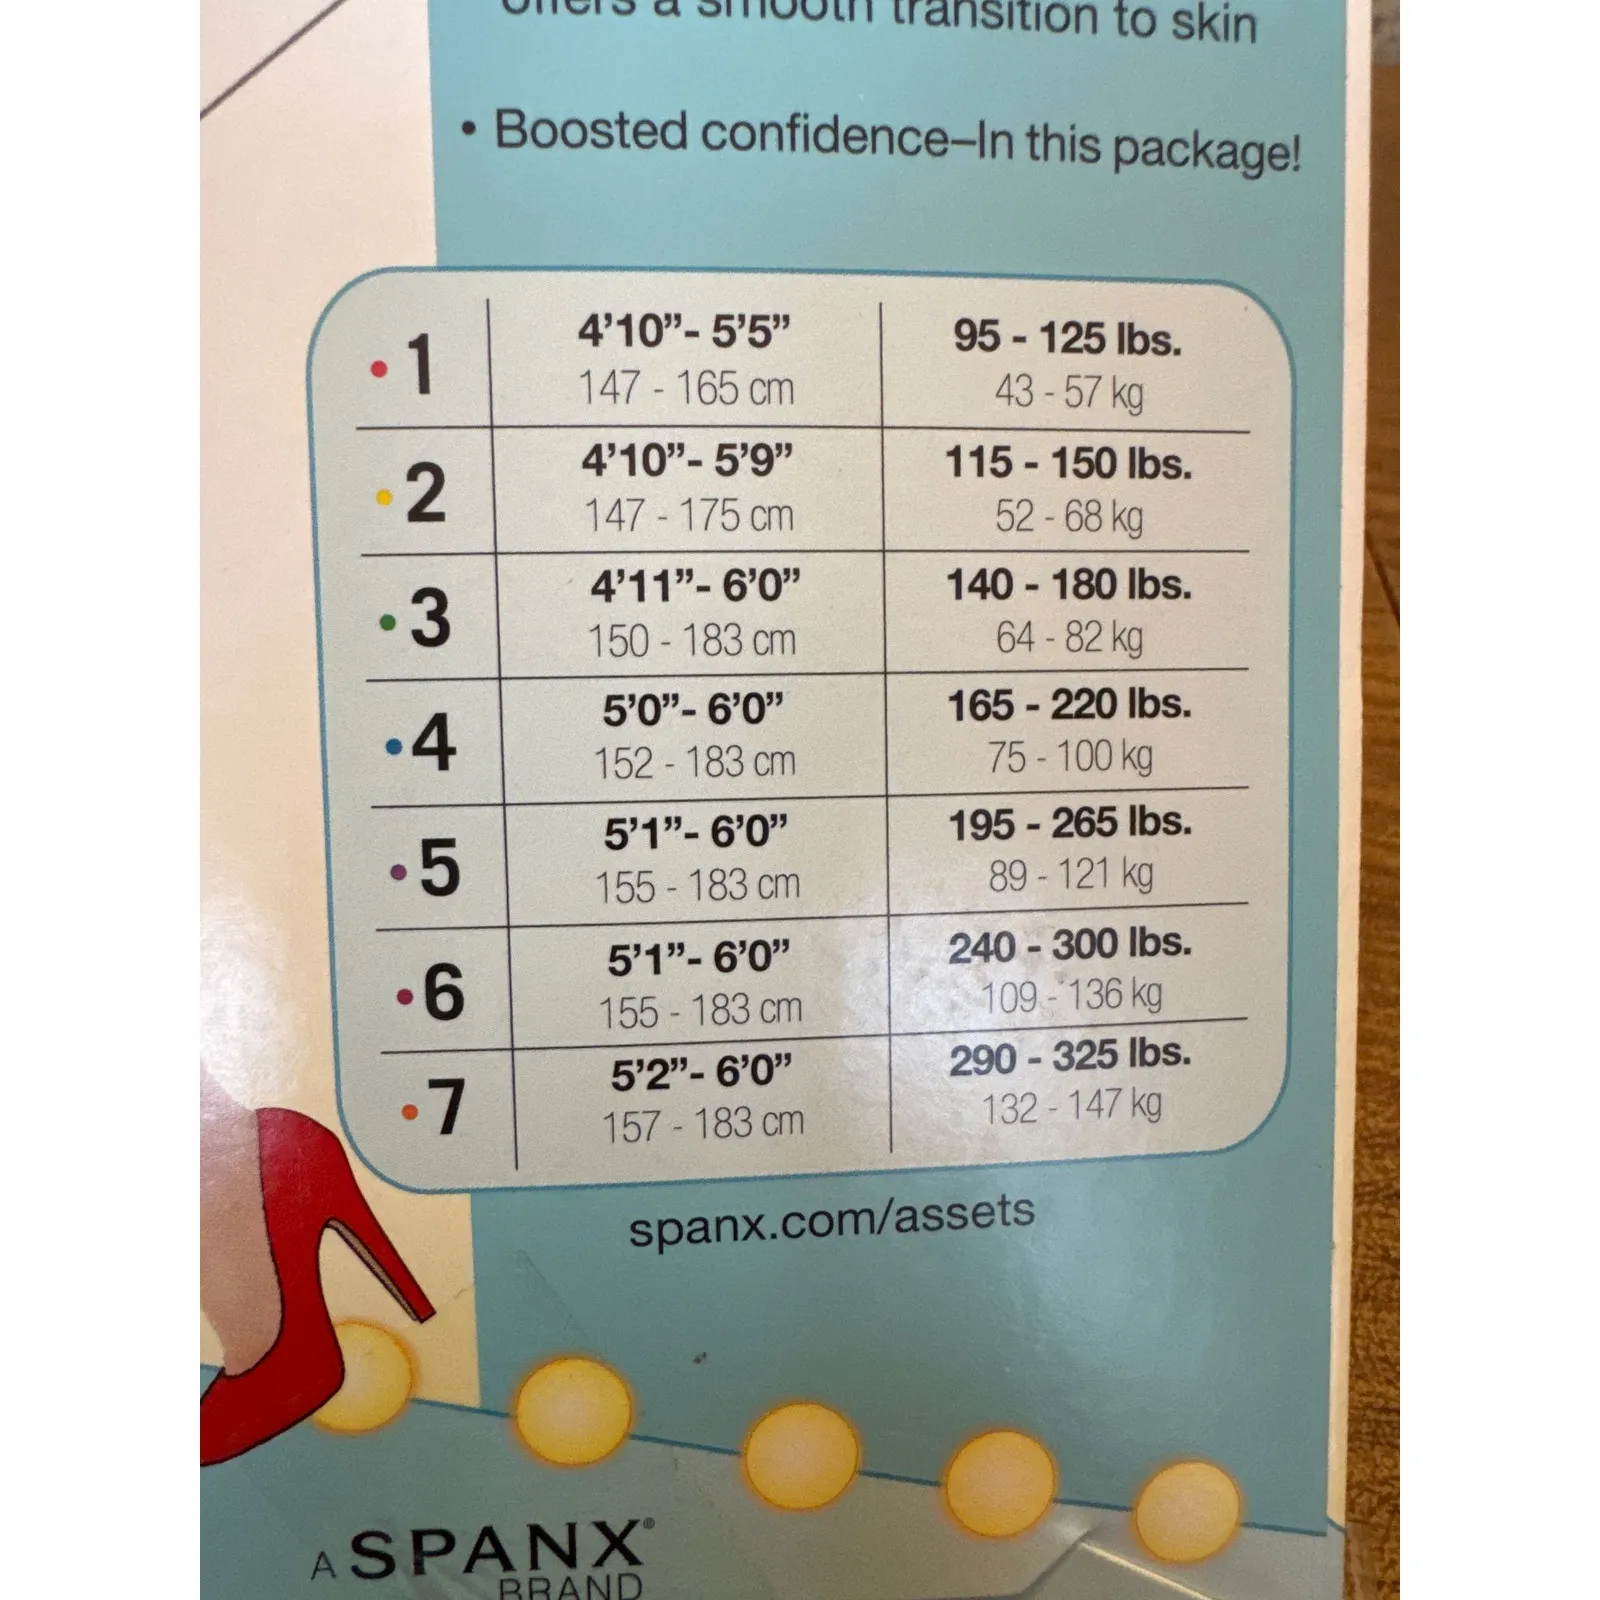 Offers a smooth transition to skin
• Boosted confidence–In this package!
1 4’10”- 5’5” 95 - 125 lbs.
147 - 165 cm 43 - 57 kg
2 4’10”- 5’9” 115 - 150 lbs.
147 - 175 cm 52 - 68 kg
3 4’11”- 6’0” 140 - 180 lbs.
150 - 183 cm 64 - 82 kg
4 5’0”- 6’0” 165 - 220 lbs.
152 - 183 cm 75 - 100 kg
5 5’1”- 6’0” 195 - 265 lbs.
155 - 183 cm 89 - 121 kg
6 5’1”- 6’0” 240 - 300 lbs.
155 - 183 cm 109 - 136 kg
7 5’2”- 6’0” 290 - 325 lbs.
157 - 183 cm 132 - 147 kg
spanx.com/assets
A SPANX®
BRAND